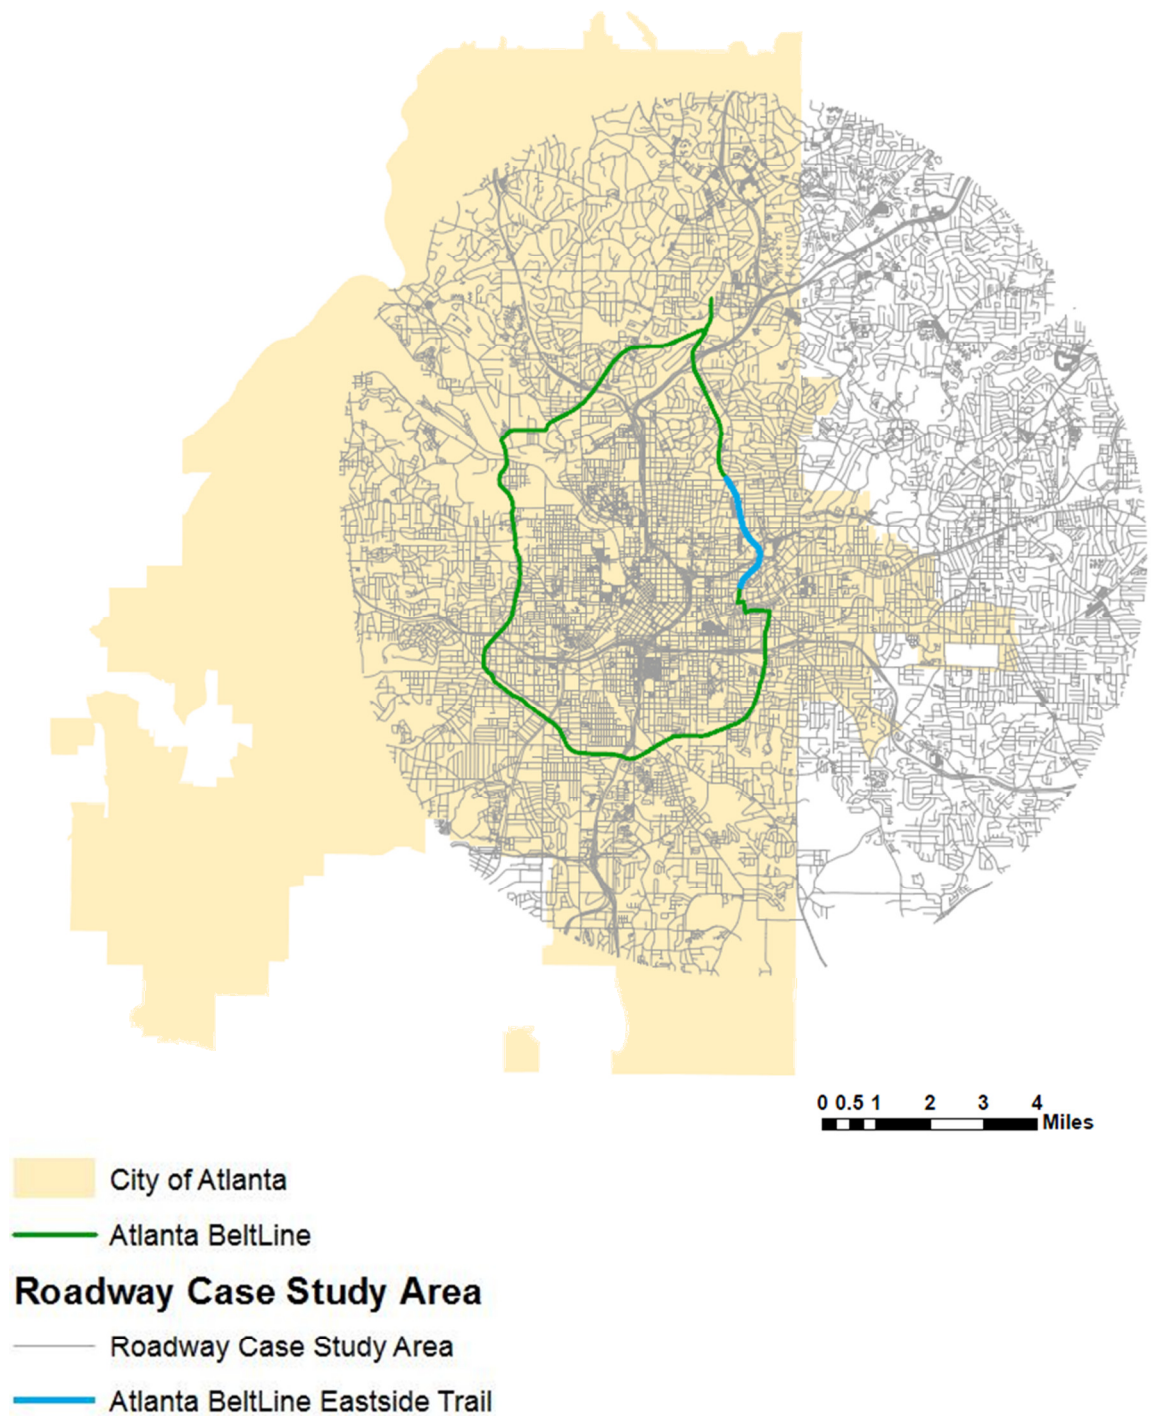 0 0.5 1 2 3 4
Miles
City of Atlanta
Atlanta BeltLine
Roadway Case Study Area
Roadway Case Study Area
Atlanta BeltLine Eastside Trail